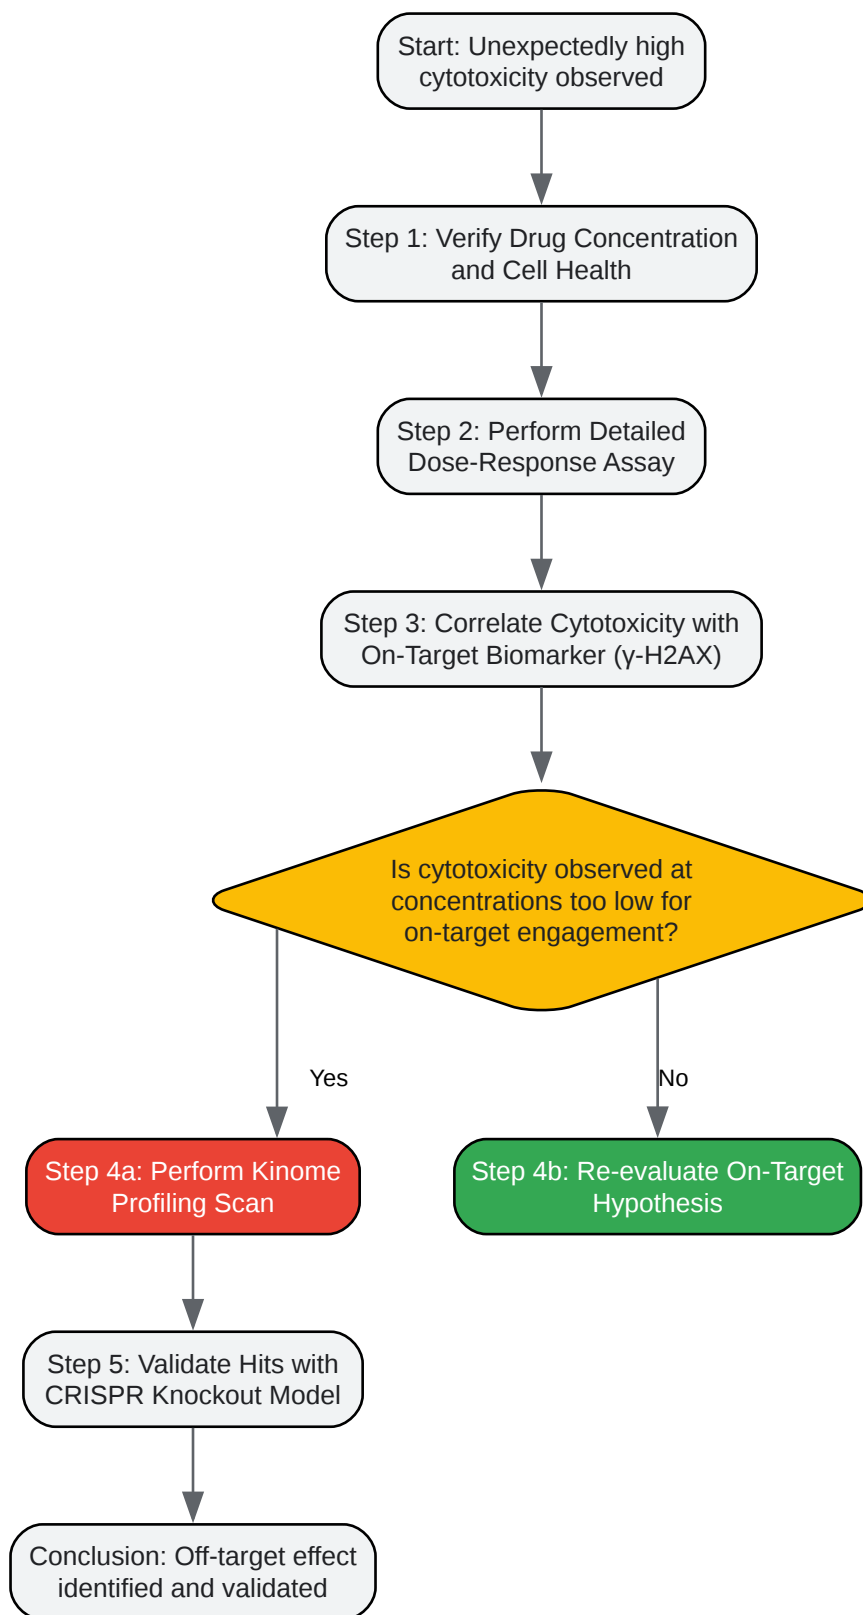 Start: Unexpectedly high
cytotoxicity observed
Step 1: Verify Drug Concentration
and Cell Health
Step 2: Perform Detailed
Dose-Response Assay
Step 3: Correlate Cytotoxicity with
On-Target Biomarker (γ-H2AX)
Is cytotoxicity observed at
concentrations too low for
on-target engagement?
Yes
No
Step 4a: Perform Kinome
Profiling Scan
Step 4b: Re-evaluate On-Target
Hypothesis
Step 5: Validate Hits with
CRISPR Knockout Model
Conclusion: Off-target effect
identified and validated